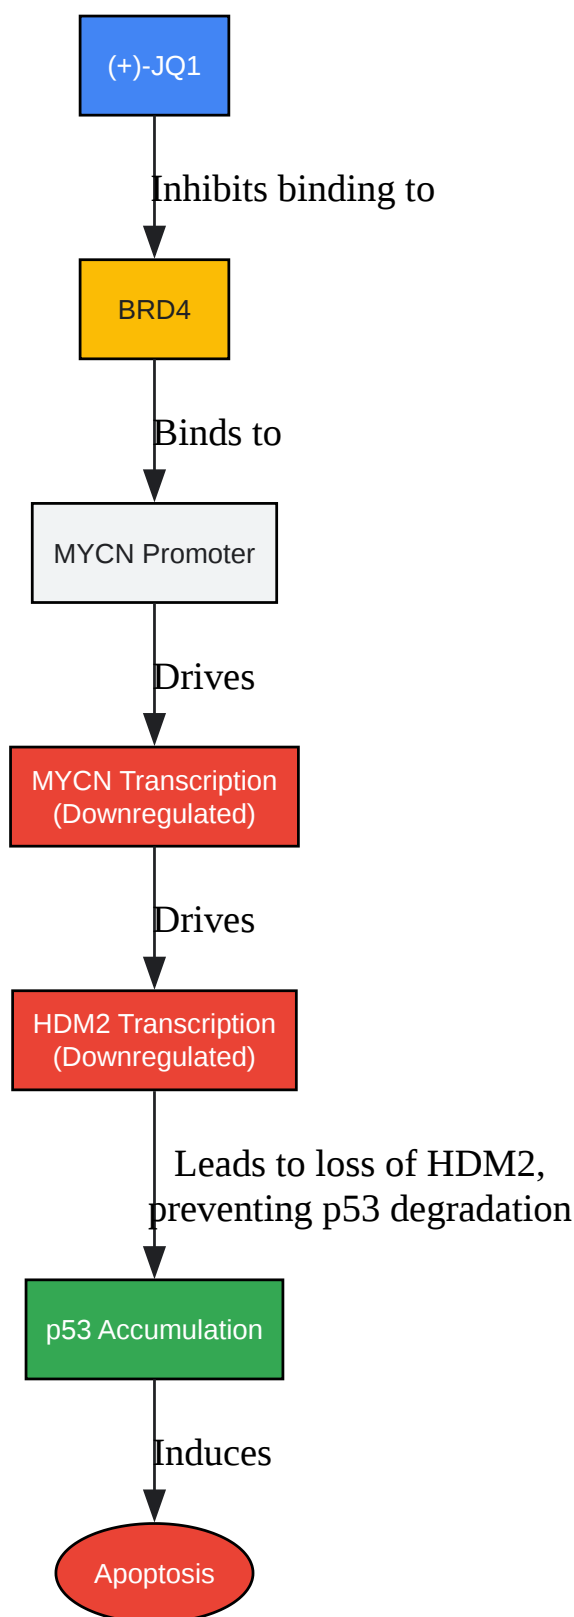 (+)-JQ1
Inhibits binding to
BRD4
Binds to
MYCN Promoter
Drives
MYCN Transcription
(Downregulated)
Drives
HDM2 Transcription
(Downregulated)
Leads to loss of HDM2,
preventing p53 degradation
p53 Accumulation
Induces
Apoptosis